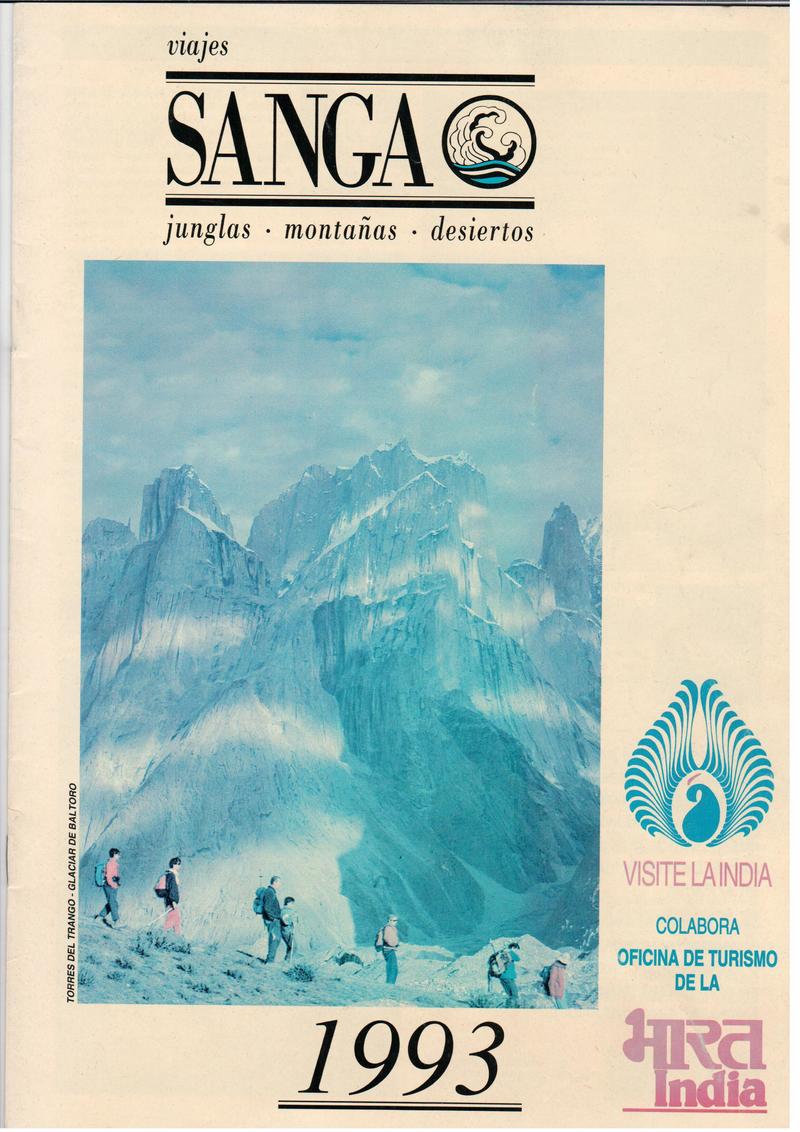 viajes
SANGA
junglas · montañas · desiertos
TORRES DEL TRANGO - GLACIAR DE BALTORO
VISITE LA INDIA
COLABORA
OFICINA DE TURISMO
DE LA
भारत
India
1993